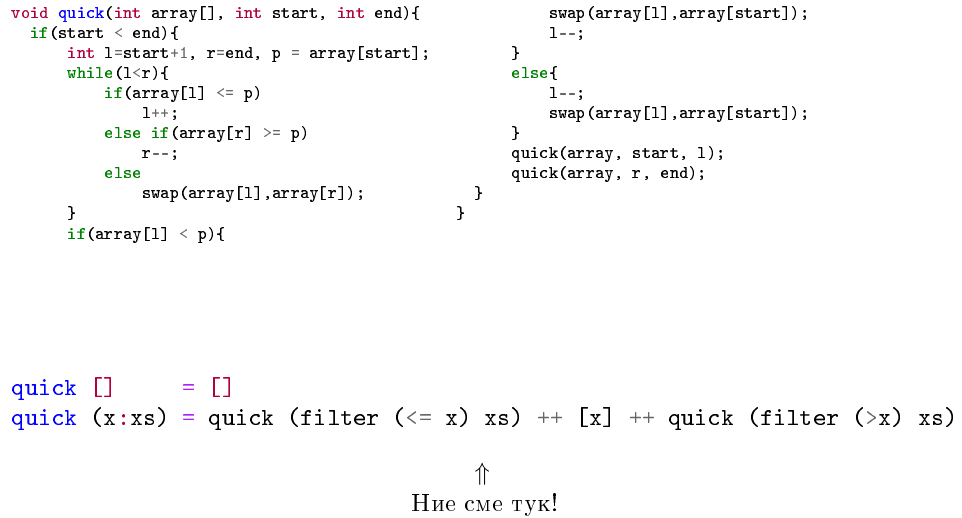 void quick(int array[], int start, int end){
  if(start < end){
      int l=start+1, r=end, p = array[start];
      while(l<r){
          if(array[l] <= p)
              l++;
          else if(array[r] >= p)
              r--;
          else
              swap(array[l],array[r]);
      }
      if(array[l] < p){
          swap(array[l],array[start]);
          l--;
      }
      else{
          l--;
          swap(array[l],array[start]);
      }
      quick(array, start, l);
      quick(array, r, end);
  }
}
quick []     = []
quick (x:xs) = quick (filter (<= x) xs) ++ [x] ++ quick (filter (>x) xs)
⇑
Ние сме тук!